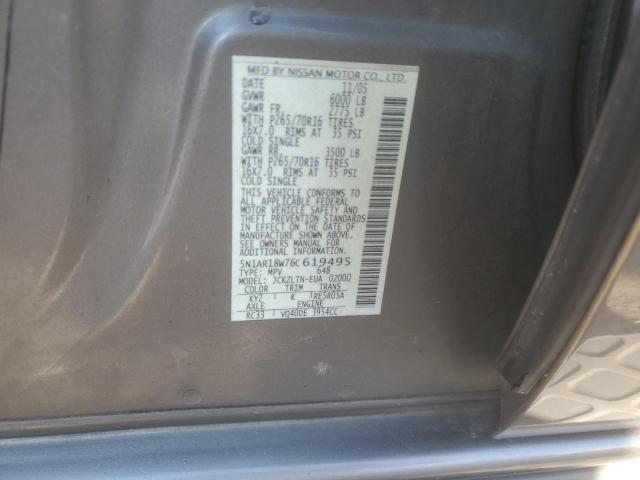 MFD BY NISSAN MOTOR CO., LTD.
DATE 11/05
GVWR 6000 LB
GAWR FR. 2775 LB
WITH P265/70R16 TIRES
16X7.0 RIMS AT 35 PSI
COLD SINGLE
GAWR RR. 3500 LB
WITH P265/70R16 TIRES
16X7.0 RIMS AT 35 PSI
COLD SINGLE
THIS VEHICLE CONFORMS TO
ALL APPLICABLE FEDERAL
MOTOR VEHICLE SAFETY AND
THEFT PREVENTION STANDARDS
IN EFFECT ON THE DATE OF
MANUFACTURE SHOWN ABOVE.
SEE OWNERS MANUAL FOR
ADDITIONAL INFORMATION.
5N1AR18W76C619495
TYPE: MPV 648
MODEL: JCKZLTN-EUA 02000
COLOR TRIM TRANS
KY2 K RE5R05A
AXLE ENGINE
RC33 VQ40DE 3954CC